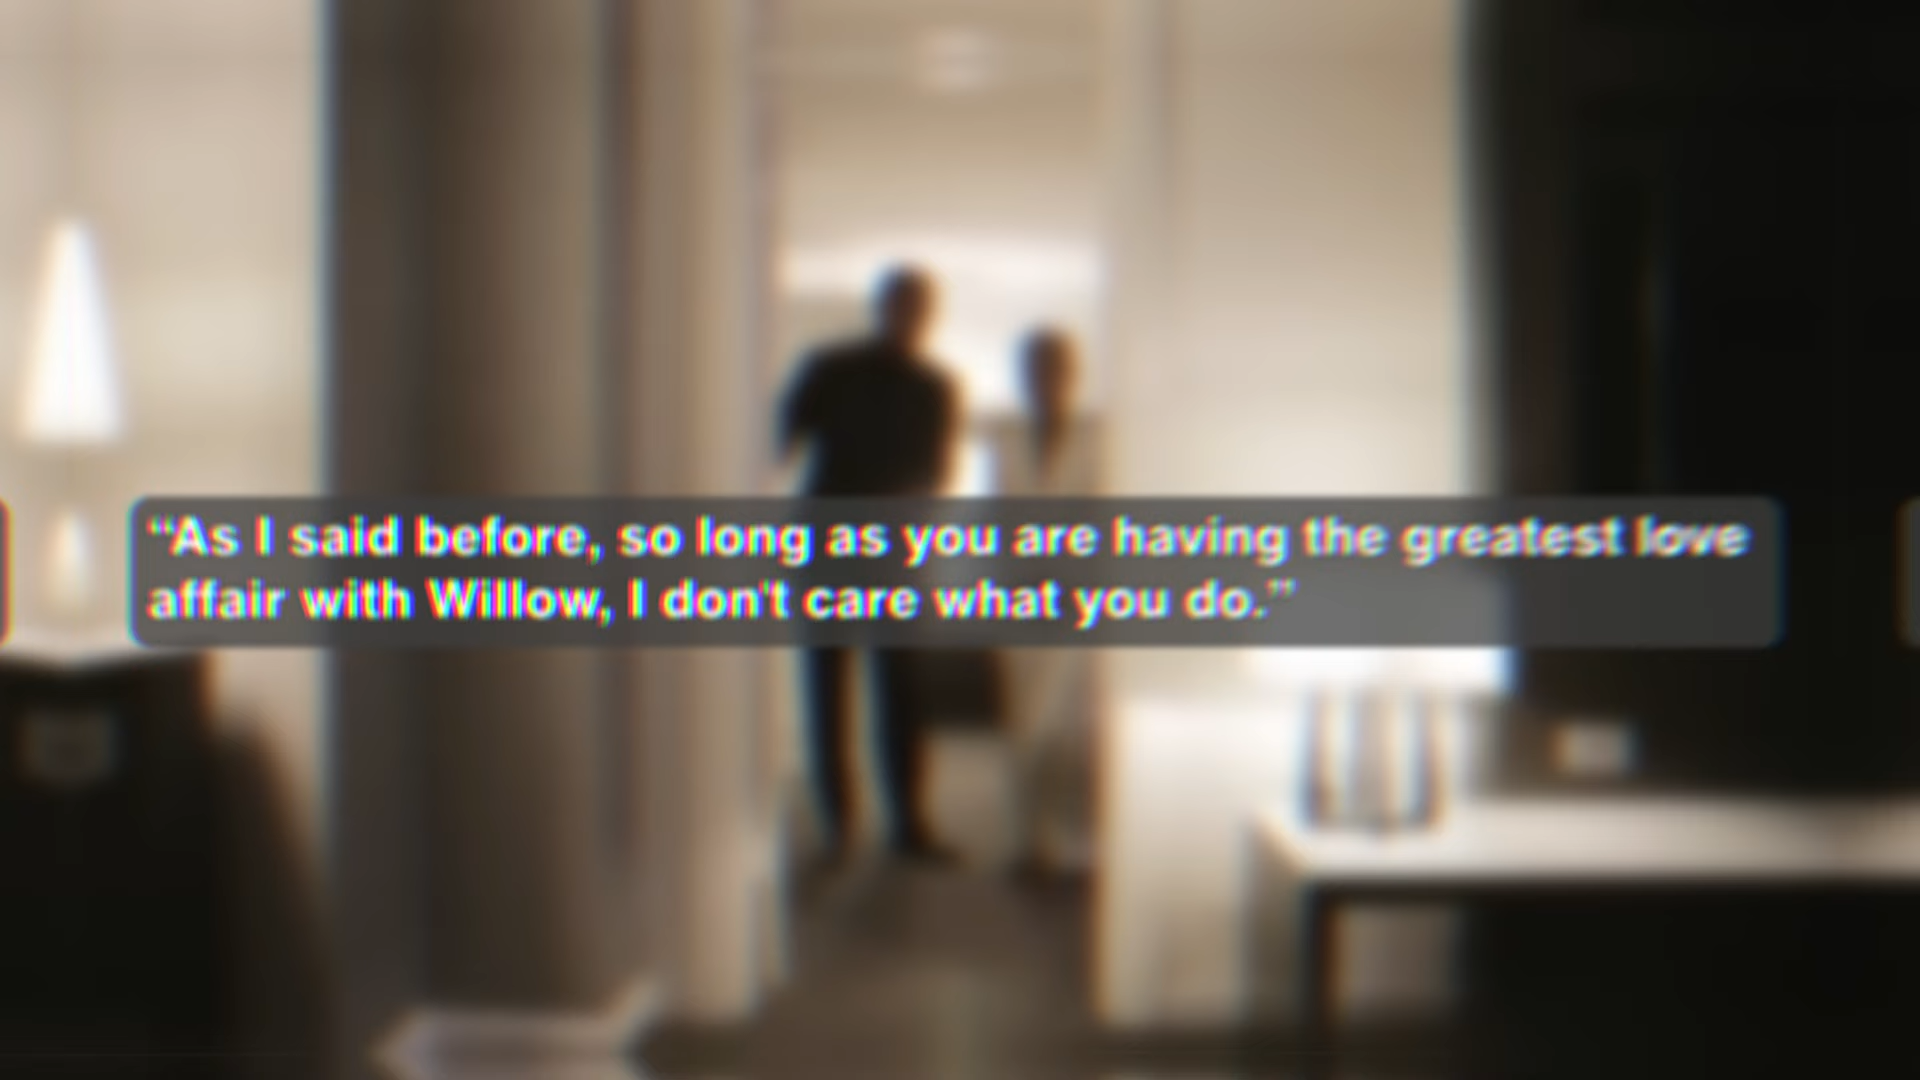 “As I said before, so long as you are having the greatest love
affair with Willow, I don't care what you do.”